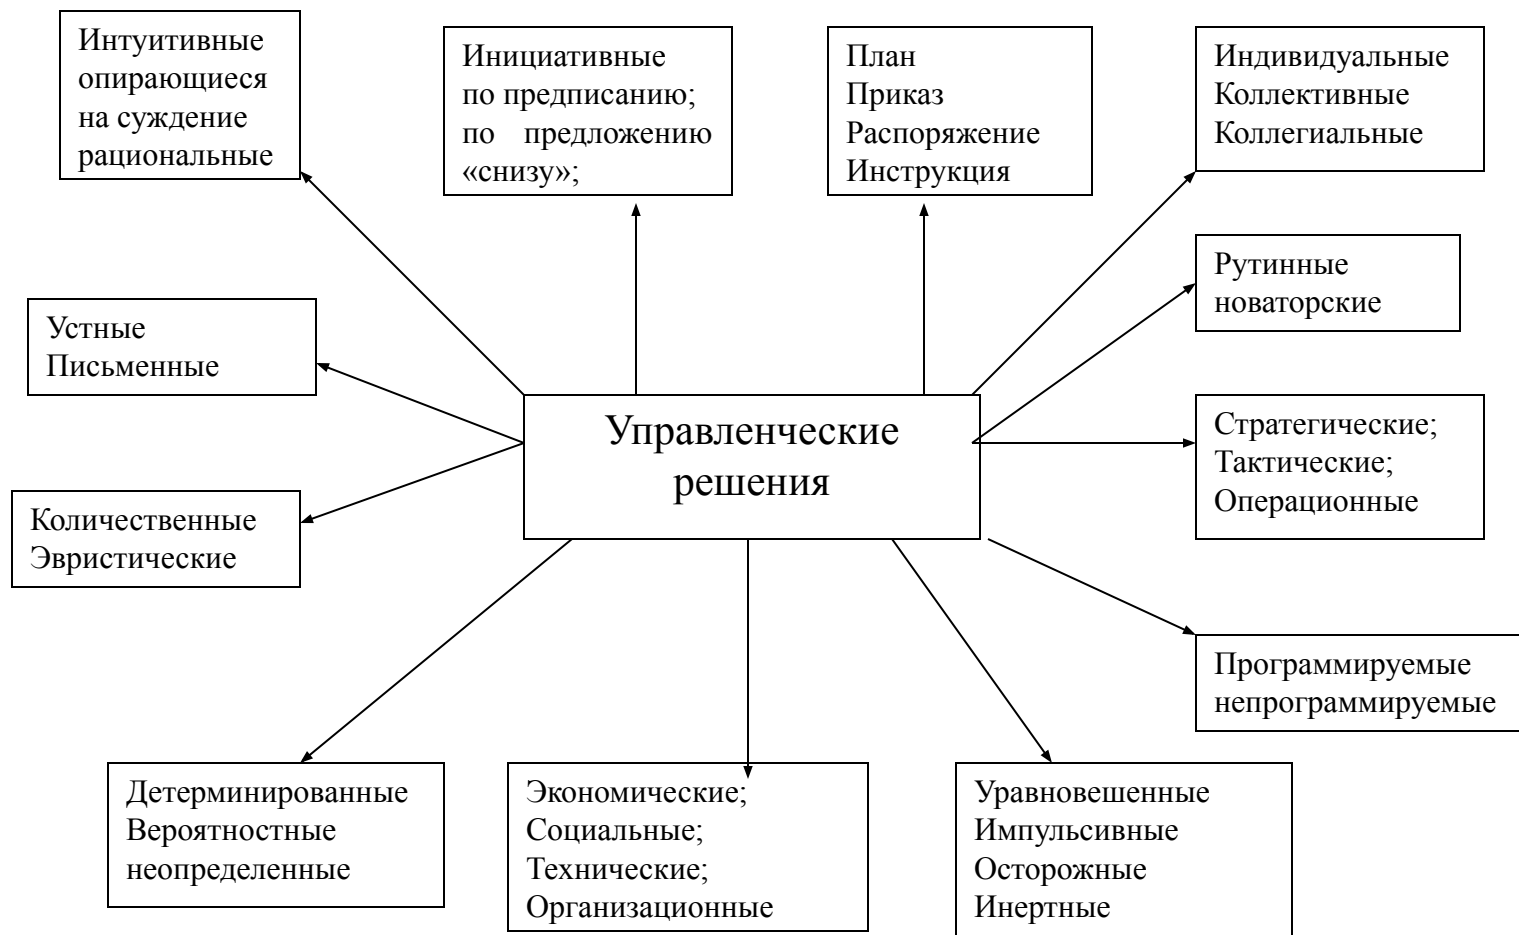 Интуитивные
опирающиеся
на суждение
рациональные
Инициативные
по предписанию;
по предложению
«снизу»;
План
Приказ
Распоряжение
Инструкция
Индивидуальные
Коллективные
Коллегиальные
Рутинные
новаторские
Устные
Письменные
Управленческие
решения
Стратегические;
Тактические;
Операционные
Количественные
Эвристические
Программируемые
непрограммируемые
Детерминированные
Вероятностные
неопределенные
Экономические;
Социальные;
Технические;
Организационные
Уравновешенные
Импульсивные
Осторожные
Инертные